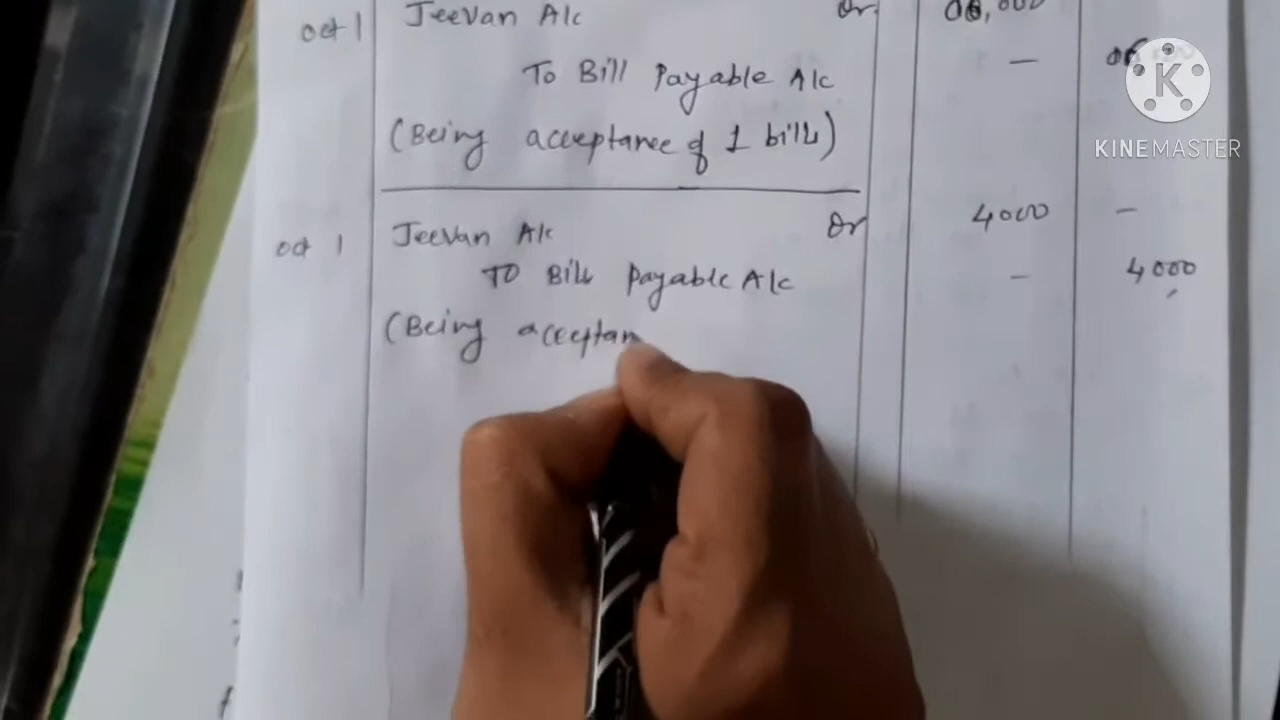 oct 1 Jeevan A/c Dr
To Bill Payable A/c —
(Being acceptance of 1 bill)
oct 1 Jeevan A/c Dr 4000 —
To Bill Payable A/c — 4000
(Being acceptan
K
KINEMASTER